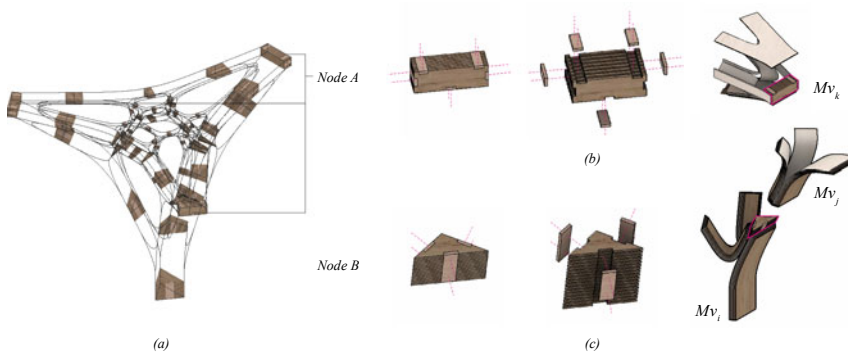 Node A
Node B
(a)
(b)
(c)
Mvₖ
Mvⱼ
Mvᵢ